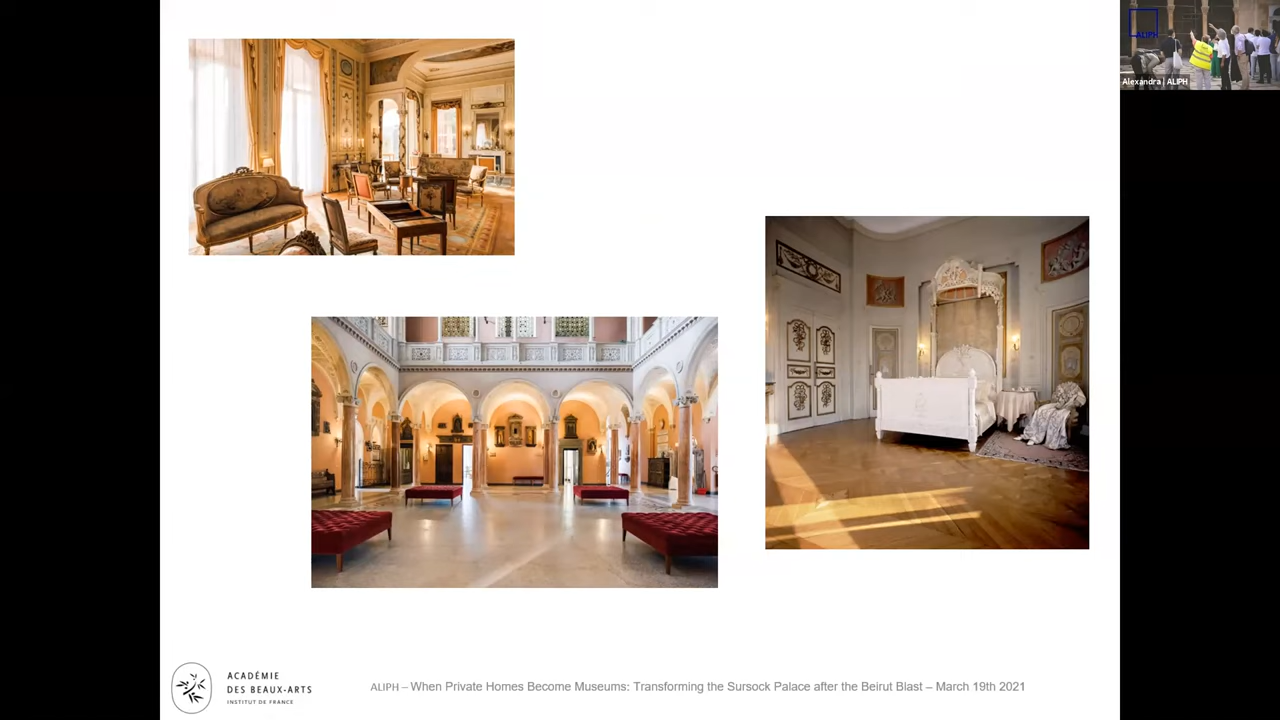 ALIPH
Alexandra | ALIPH
ACADÉMIE
DES BEAUX-ARTS
INSTITUT DE FRANCE
ALIPH – When Private Homes Become Museums: Transforming the Sursock Palace after the Beirut Blast – March 19th 2021